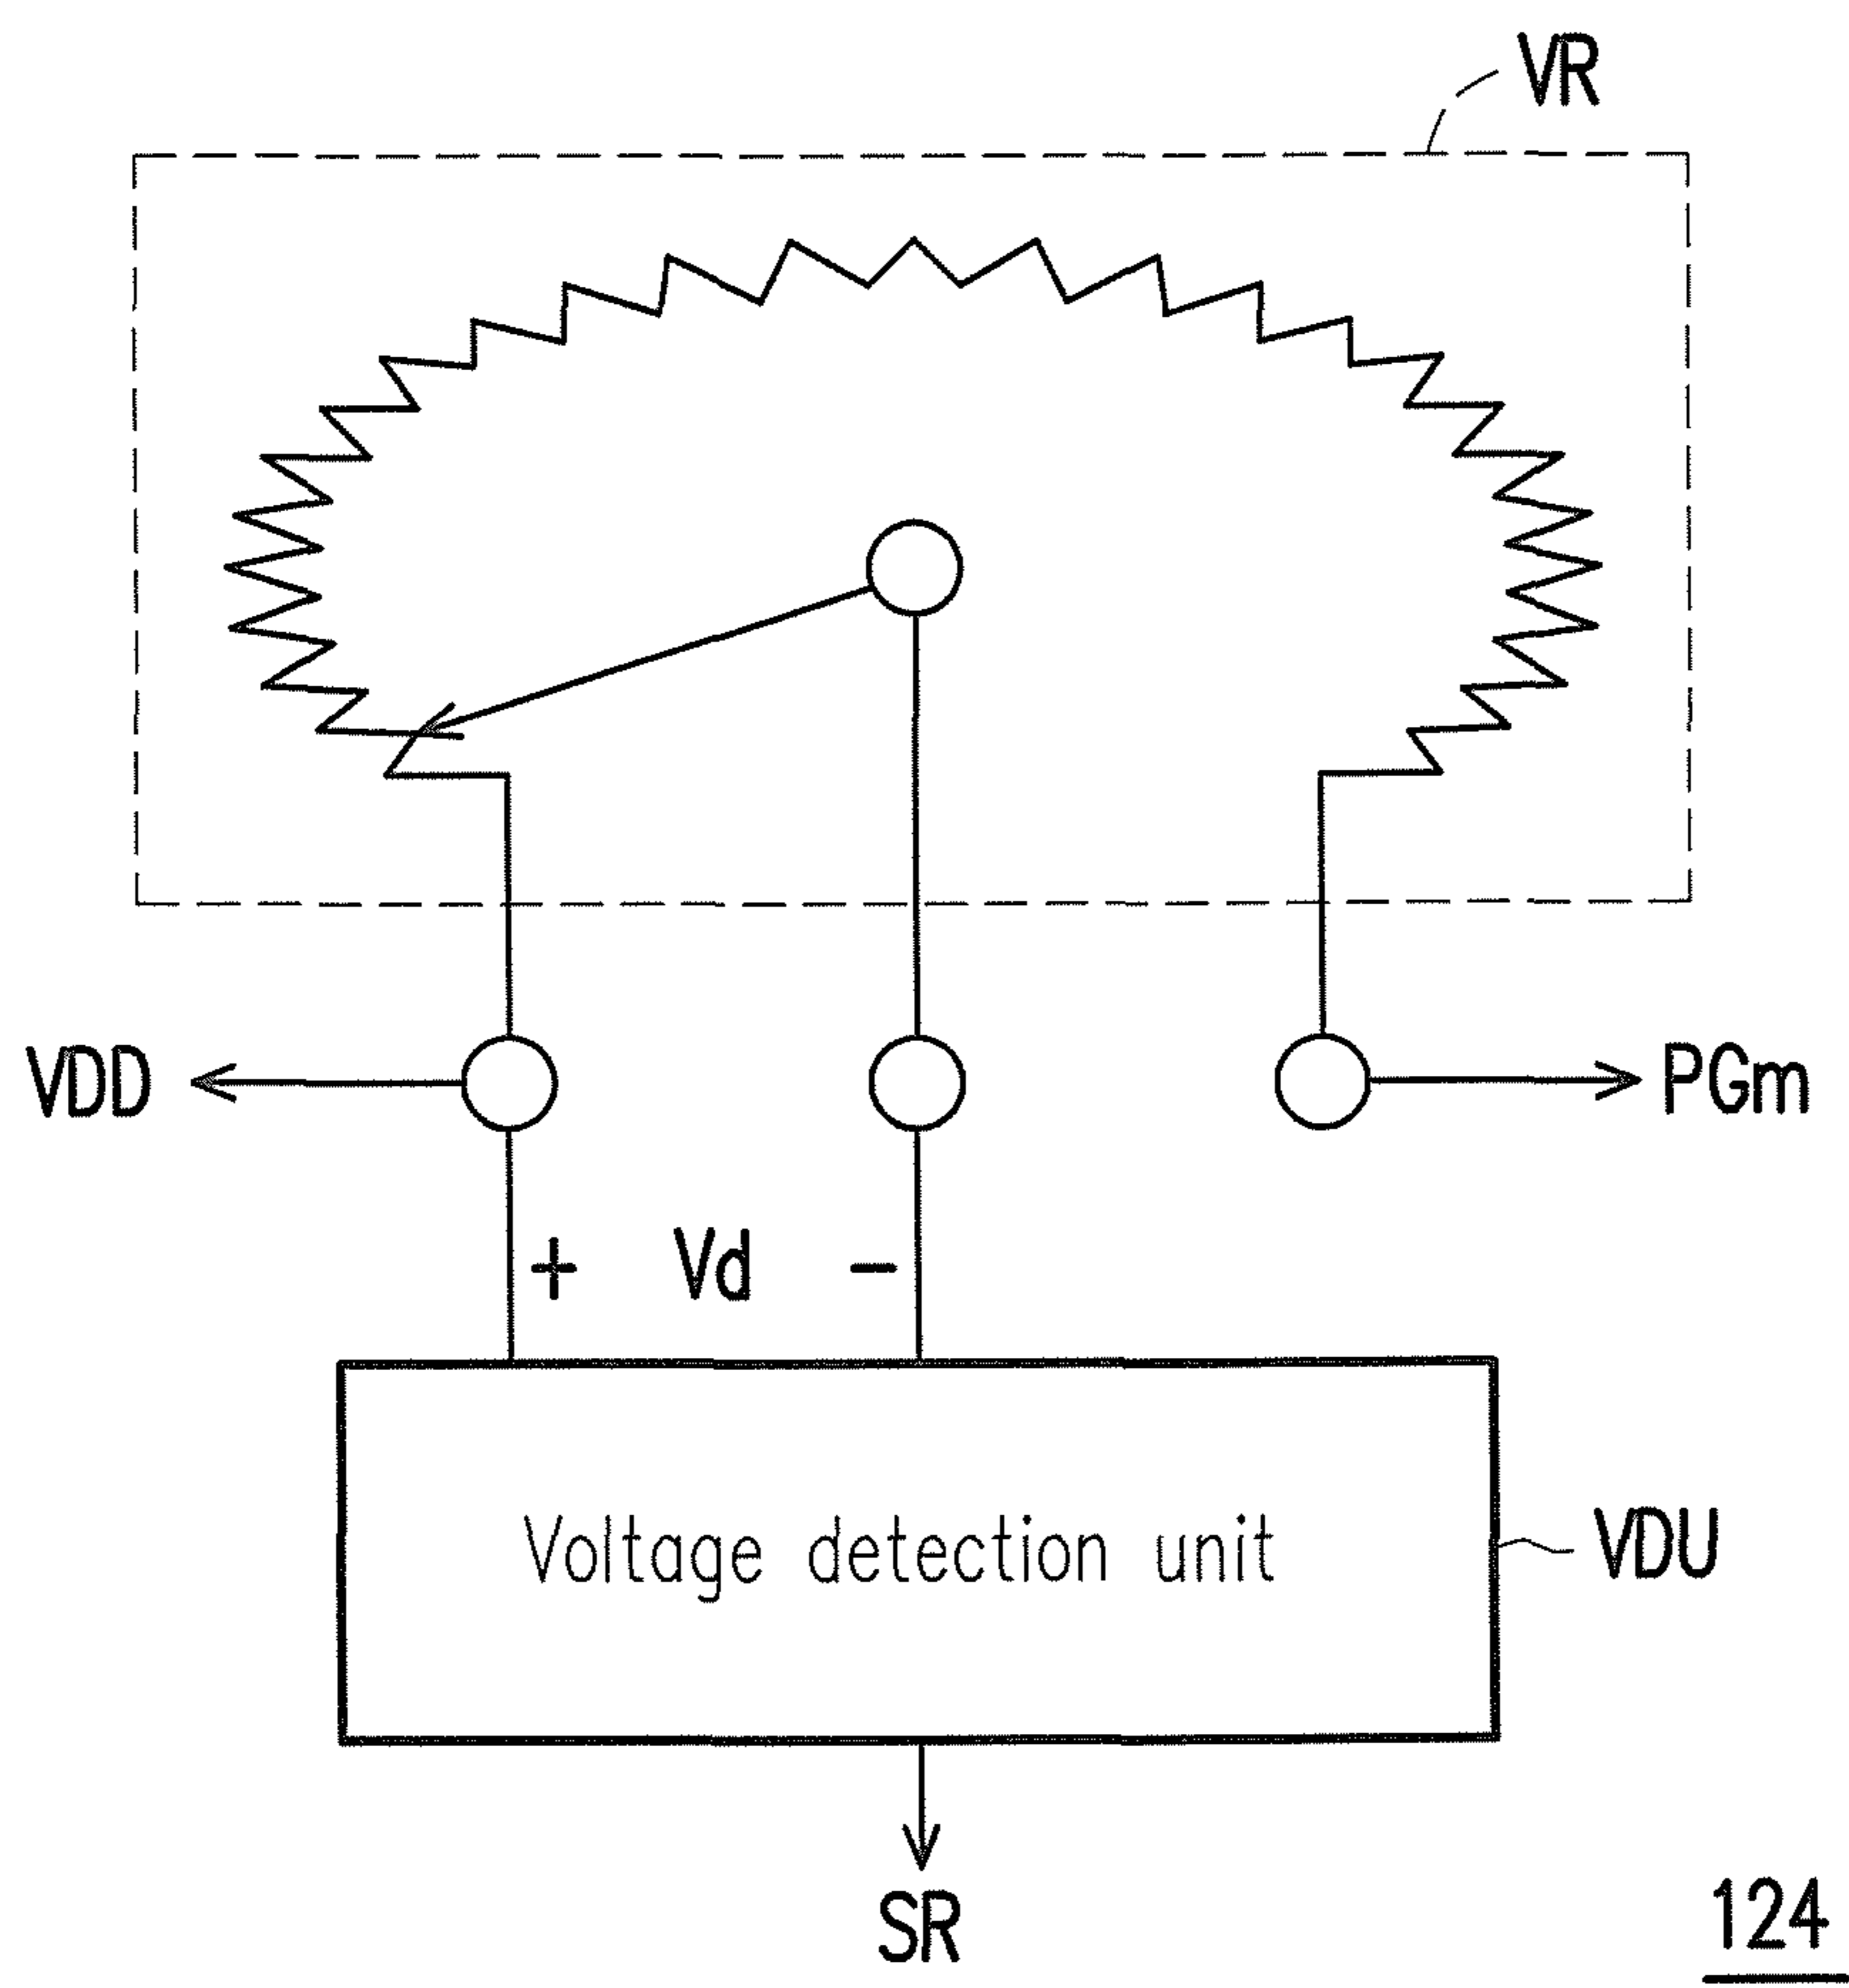 VR
VDD
PGm
+ Vd -
Voltage detection unit
VDU
SR
124